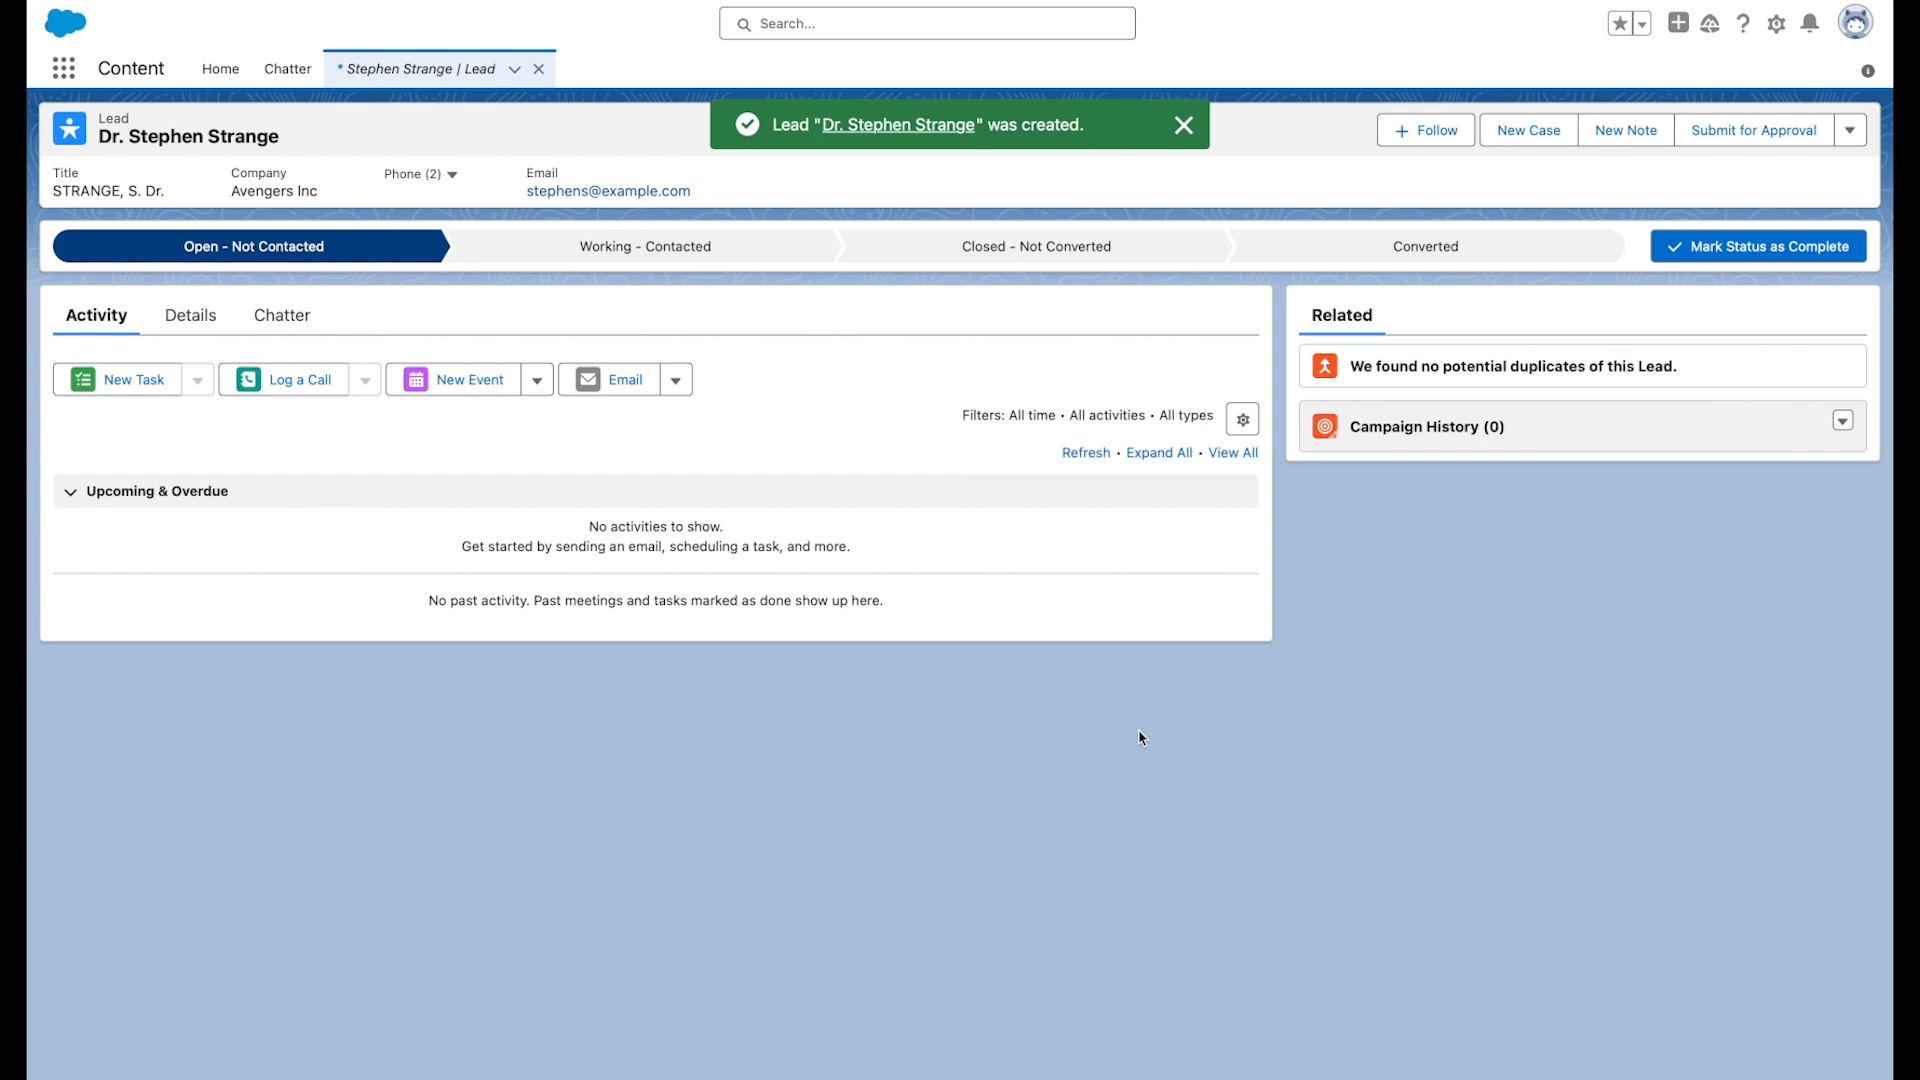 Search...
Content
Home
Chatter
* Stephen Strange | Lead
Lead
Dr. Stephen Strange
Lead "Dr. Stephen Strange" was created.
Follow
New Case
New Note
Submit for Approval
Title
STRANGE, S. Dr.
Company
Avengers Inc
Phone (2)
Email
stephens@example.com
Open - Not Contacted
Working - Contacted
Closed - Not Converted
Converted
Mark Status as Complete
Activity
Details
Chatter
New Task
Log a Call
New Event
Email
Filters: All time • All activities • All types
Refresh • Expand All • View All
Upcoming & Overdue
No activities to show.
Get started by sending an email, scheduling a task, and more.
No past activity. Past meetings and tasks marked as done show up here.
Related
We found no potential duplicates of this Lead.
Campaign History (0)